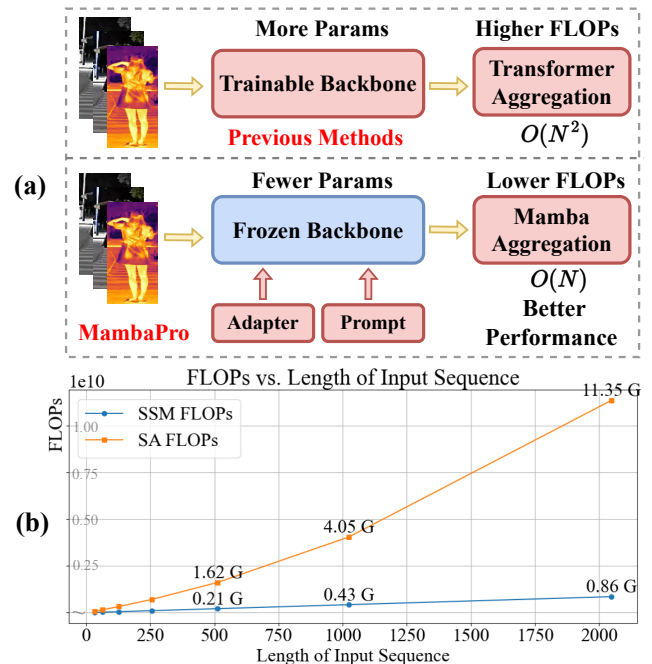 More Params
Higher FLOPs
Trainable Backbone
Transformer
Aggregation
Previous Methods
O(N²)
(a)
Fewer Params
Lower FLOPs
Frozen Backbone
Mamba
Aggregation
O(N)
MambaPro
Adapter
Prompt
Better
Performance
FLOPs vs. Length of Input Sequence
1e10
11.35 G
FLOPs
SSM FLOPs
SA FLOPs
1.00
0.75
(b)
0.50
4.05 G
0.25
1.62 G
0.21 G
0.43 G
0.86 G
~
0 250 500 750 1000 1250 1500 1750 2000
Length of Input Sequence